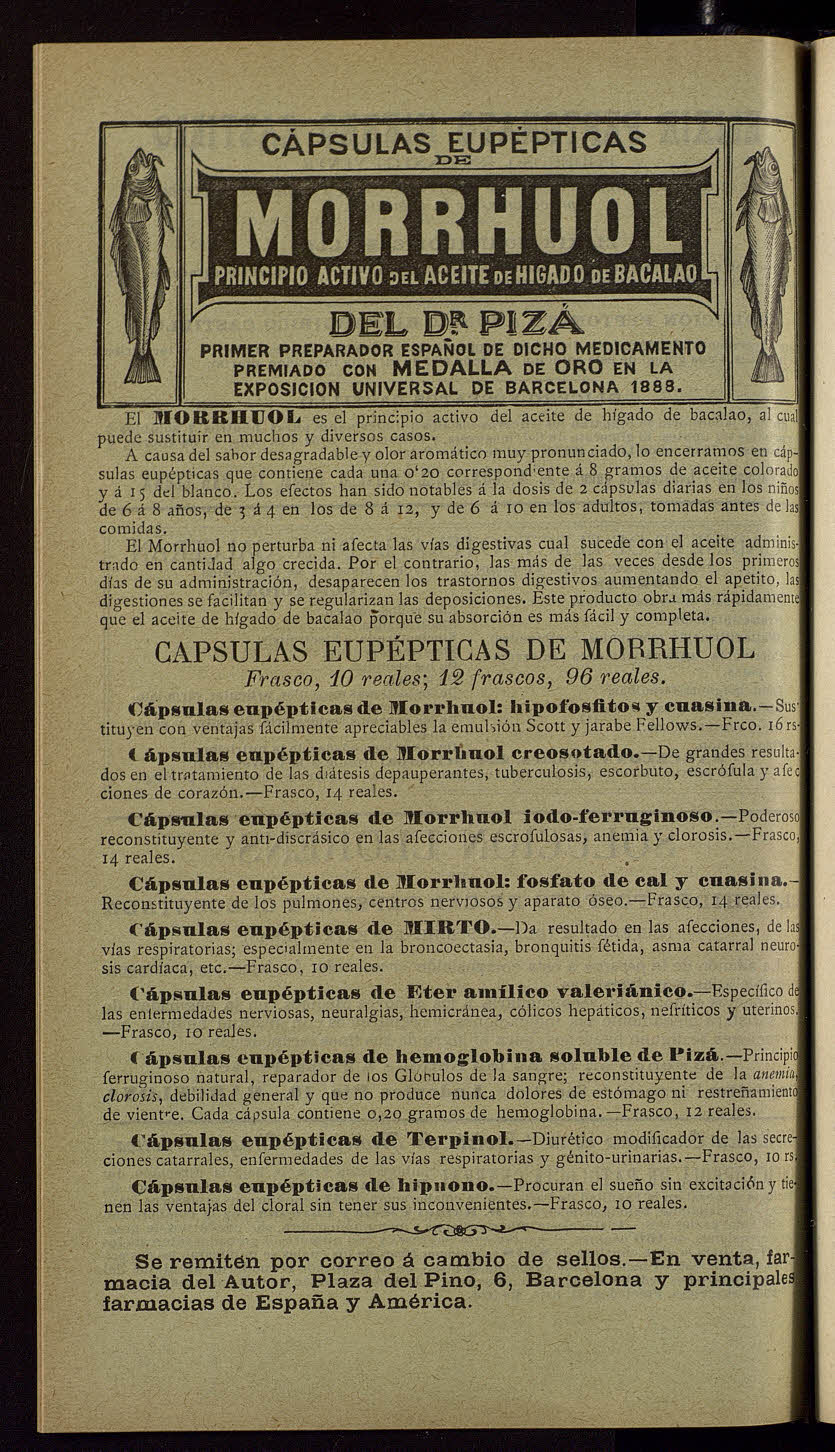 CÁPSULAS EUPÉPTICAS
DE
MORRHUOL
PRINCIPIO ACTIVO DEL ACEITE DE HIGADO DE BACALAO
DEL DR. PIZÁ
PRIMER PREPARADOR ESPAÑOL DE DICHO MEDICAMENTO
PREMIADO CON MEDALLA DE ORO EN LA
EXPOSICION UNIVERSAL DE BARCELONA 1888.
El MORRHUOL es el principio activo del aceite de hígado de bacalao, al cual
puede sustituir en muchos y diversos casos.
A causa del sabor desagradable y olor aromático muy pronunciado, lo encerramos en cáp-
sulas eupépticas que contiene cada una 0'20 correspondiente á 8 gramos de aceite colorado
y á 15 del blanco. Los efectos han sido notables á la dosis de 2 cápsulas diarias en los niños
de 6 á 8 años, de 3 á 4 en los de 8 á 12, y de 6 á 10 en los adultos, tomadas antes de las
comidas.
El Morrhuol no perturba ni afecta las vías digestivas cual sucede con el aceite adminis-
trado en cantidad algo crecida. Por el contrario, las más de las veces desde los primeros
días de su administración, desaparecen los trastornos digestivos aumentando el apetito, las
digestiones se facilitan y se regularizan las deposiciones. Este producto obra más rápidamente
que el aceite de hígado de bacalao porque su absorción es más fácil y completa.
CAPSULAS EUPÉPTICAS DE MORRHUOL
Frasco, 10 reales; 12 frascos, 96 reales.
Cápsulas eupépticas de Morrhuol: hipofosfitos y cuasina.—Sus-
tituyen con ventajas fácilmente apreciables la emulsión Scott y jarabe Fellows.—Frco. 16 rs.
Cápsulas eupépticas de Morrhuol creosotado.—De grandes resulta-
dos en el tratamiento de las diátesis depauperantes, tuberculosis, escorbuto, escrófula y afec
ciones de corazón.—Frasco, 14 reales.
Cápsulas eupépticas de Morrhuol iodo-ferruginoso.—Poderoso
reconstituyente y anti-discrásico en las afecciones escrofulosas, anemia y clorosis.—Frasco,
14 reales.
Cápsulas eupépticas de Morrhuol: fosfato de cal y cuasina.—
Reconstituyente de los pulmones, centros nerviosos y aparato óseo.—Frasco, 14 reales.
Cápsulas eupépticas de MIRTO.—Da resultado en las afecciones, de las
vías respiratorias; especialmente en la broncoectasia, bronquitis fétida, asma catarral neuro-
sis cardíaca, etc.—Frasco, 10 reales.
Cápsulas eupépticas de Eter amílico valeriánico.—Específico de
las enfermedades nerviosas, neuralgias, hemicránea, cólicos hepáticos, nefríticos y uterinos.
—Frasco, 10 reales.
Cápsulas eupépticas de hemoglobina soluble de Pizá.—Principio
ferruginoso natural, reparador de los Glóbulos de la sangre; reconstituyente de la anemia,
clorosis, debilidad general y que no produce nunca dolores de estómago ni restreñamiento
de vientre. Cada cápsula contiene 0,20 gramos de hemoglobina.—Frasco, 12 reales.
Cápsulas eupépticas de Terpinol.—Diurético modificador de las secre-
ciones catarrales, enfermedades de las vías respiratorias y génito-urinarias.—Frasco, 10 rs.
Cápsulas eupépticas de hipnono.—Procuran el sueño sin excitación y tie-
nen las ventajas del cloral sin tener sus inconvenientes.—Frasco, 10 reales.
Se remiten por correo á cambio de sellos.—En venta, far-
macia del Autor, Plaza del Pino, 6, Barcelona y principales
farmacias de España y América.